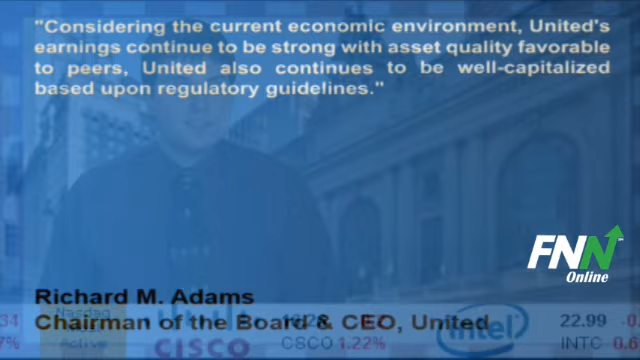 "Considering the current economic environment, United's
earnings continue to be strong with asset quality favorable
to peers, United also continues to be well-capitalized
based upon regulatory guidelines."
FNN
Online
Richard M. Adams
Chairman of the Board & CEO, United
Nasdaq
Active
CISCO
CSCO 1.22%
intel
22.99
INTC